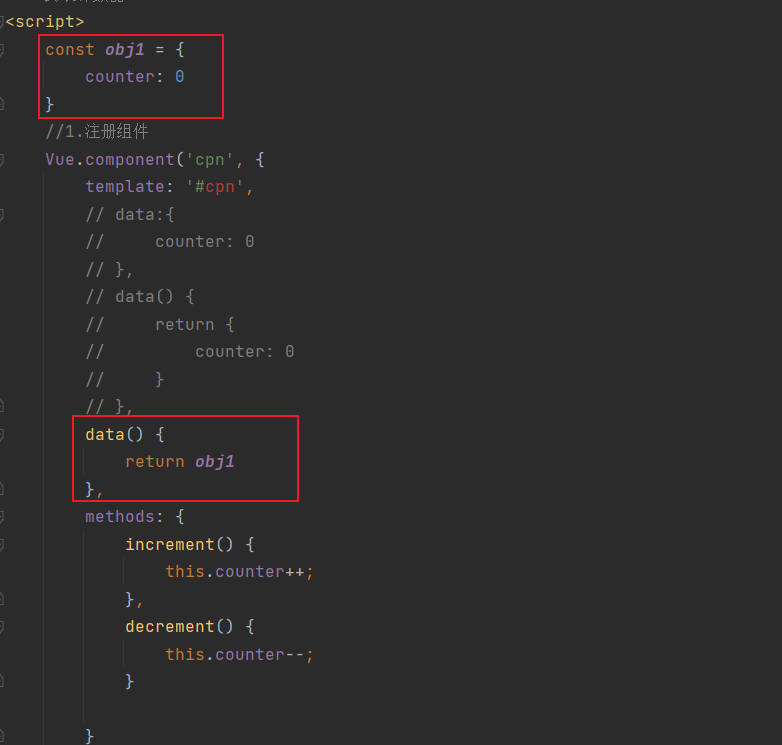 <script>
const obj1 = {
counter: 0
}
//1.注册组件
Vue.component('cpn', {
template: '#cpn',
// data:{
//     counter: 0
// },
// data() {
//     return {
//         counter: 0
//     }
// },
data() {
return obj1
},
methods: {
increment() {
this.counter++;
},
decrement() {
this.counter--;
}
}